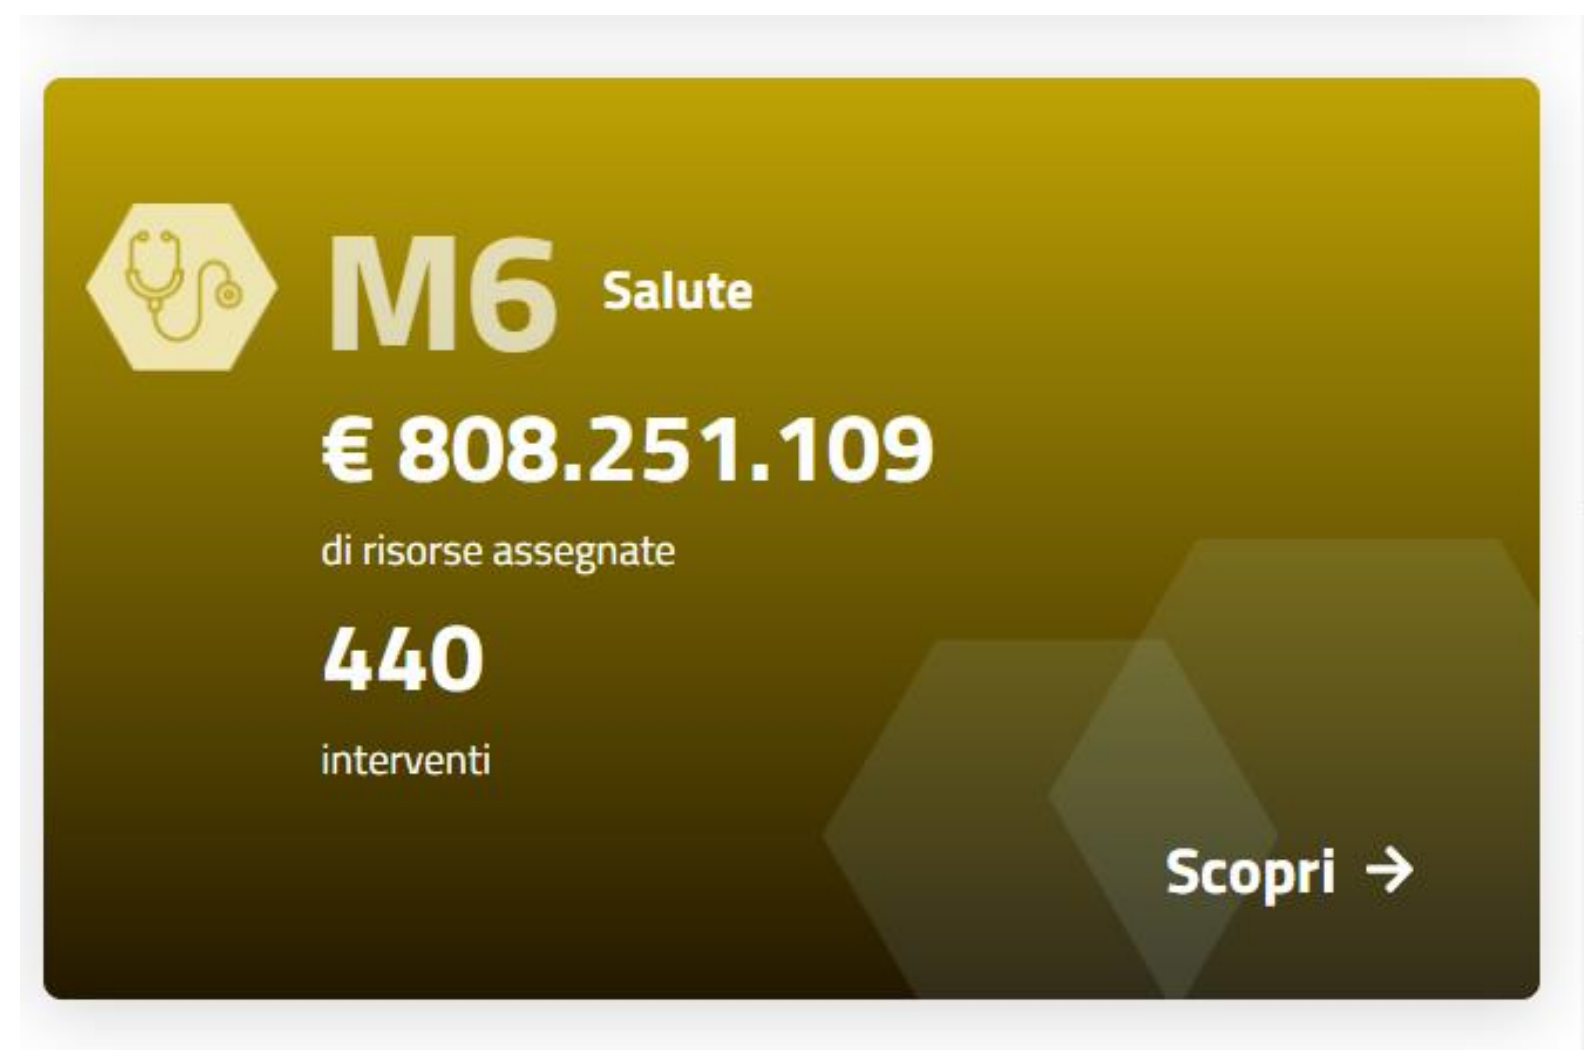 M6 Salute
€ 808.251.109
di risorse assegnate
440
interventi
Scopri →